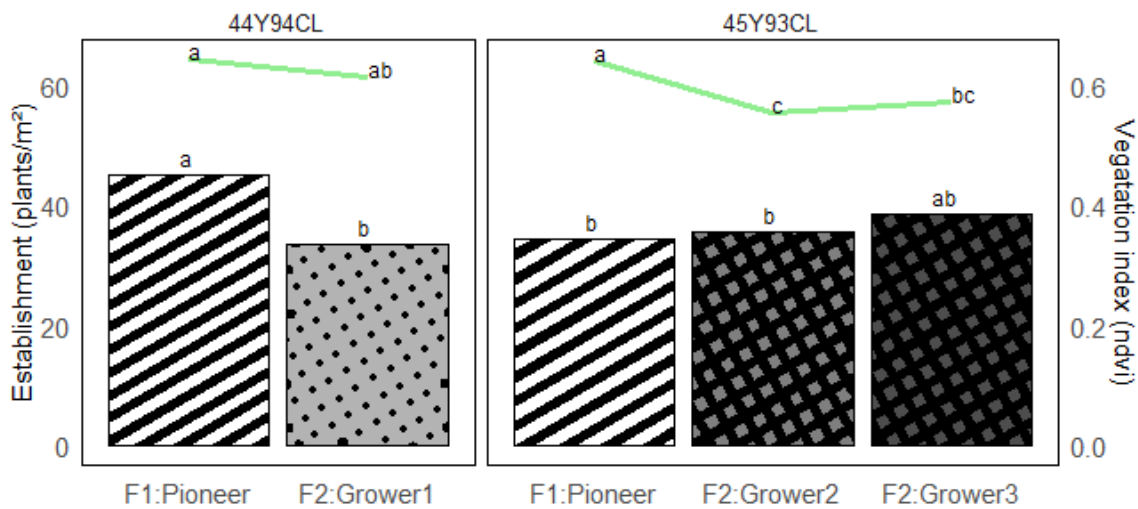 44Y94CL
45Y93CL
Establishment (plants/m²)
60
40
20
0
a
ab
a
b
a
c
bc
b
b
ab
0.6
0.4
0.2
0.0
Vegatation index (ndvi)
F1:Pioneer
F2:Grower1
F1:Pioneer
F2:Grower2
F2:Grower3